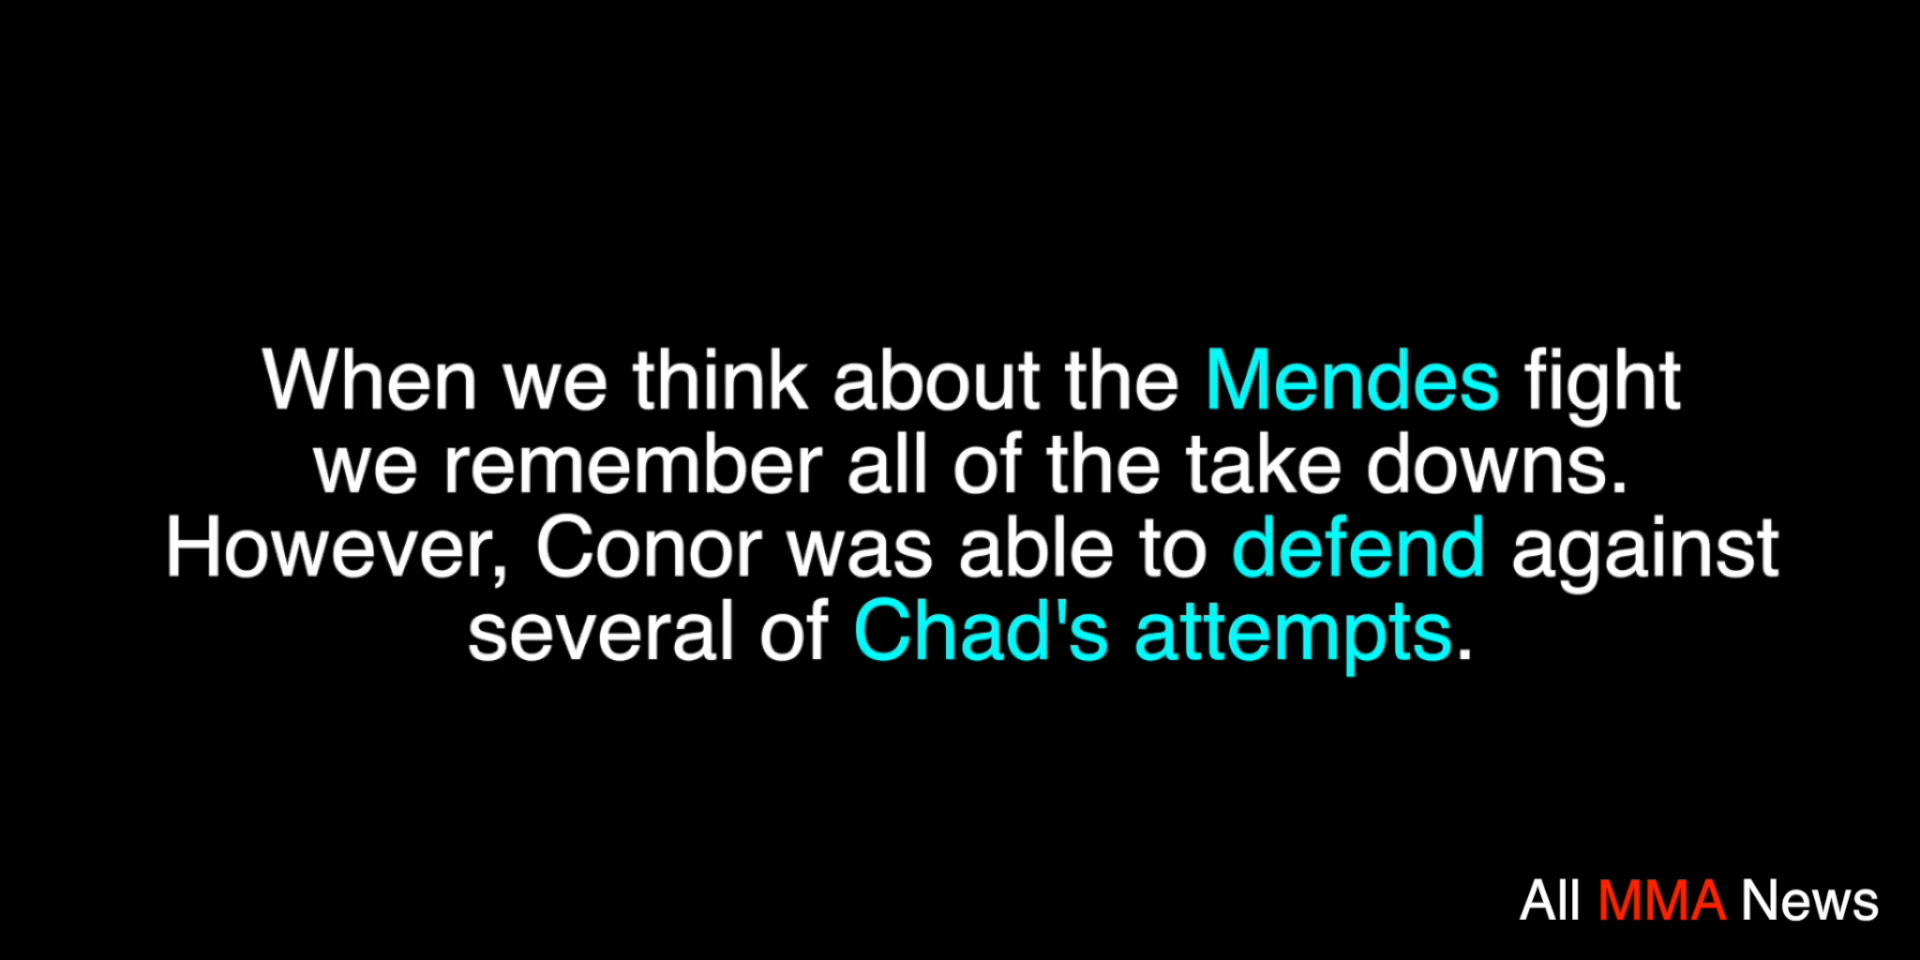 When we think about the Mendes fight
we remember all of the take downs.
However, Conor was able to defend against
several of Chad's attempts.
All MMA News